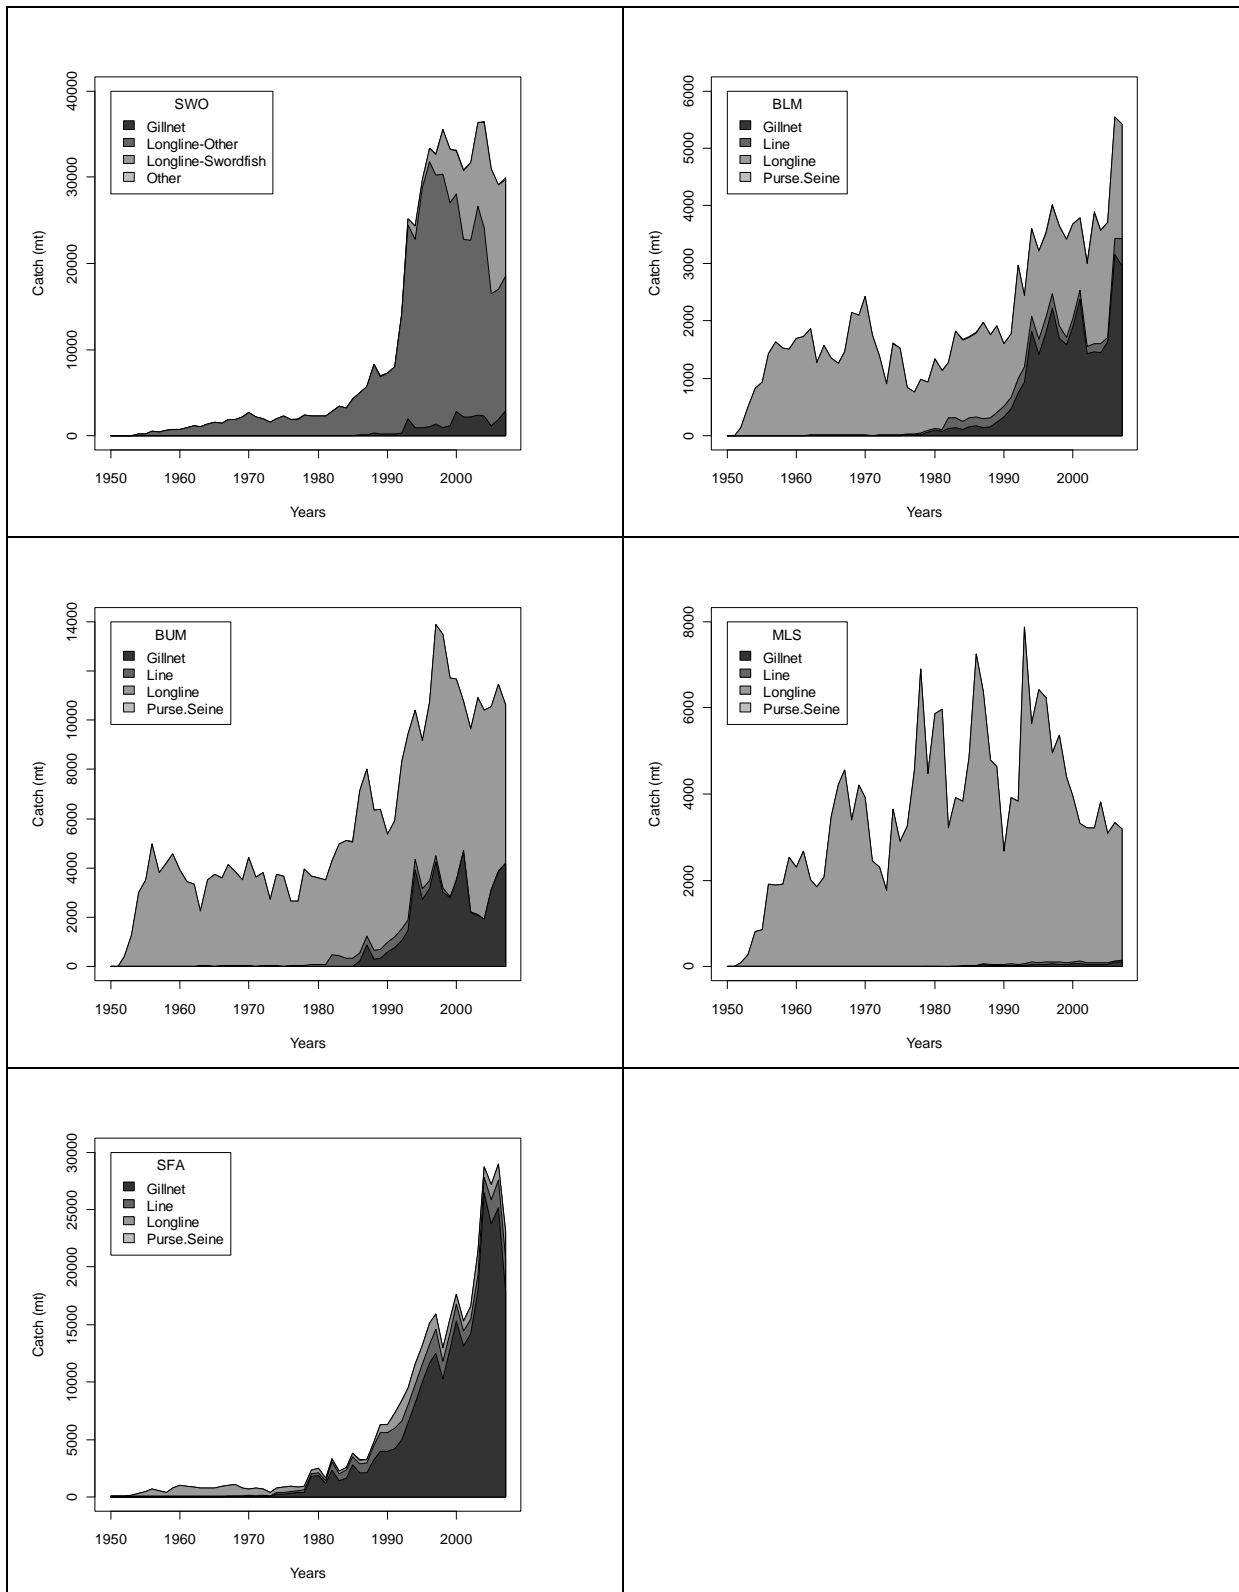 SWO
Gillnet
Longline-Other
Longline-Swordfish
Other
Catch (mt)
0
10000
20000
30000
40000
1950 1960 1970 1980 1990 2000
Years
BLM
Gillnet
Line
Longline
Purse.Seine
Catch (mt)
0
1000
2000
3000
4000
5000
6000
1950 1960 1970 1980 1990 2000
Years
BUM
Gillnet
Line
Longline
Purse.Seine
Catch (mt)
0
2000
4000
6000
8000
10000
14000
1950 1960 1970 1980 1990 2000
Years
MLS
Gillnet
Line
Longline
Purse.Seine
Catch (mt)
0
2000
4000
6000
8000
1950 1960 1970 1980 1990 2000
Years
SFA
Gillnet
Line
Longline
Purse.Seine
Catch (mt)
0
5000
10000
15000
20000
25000
30000
1950 1960 1970 1980 1990 2000
Years